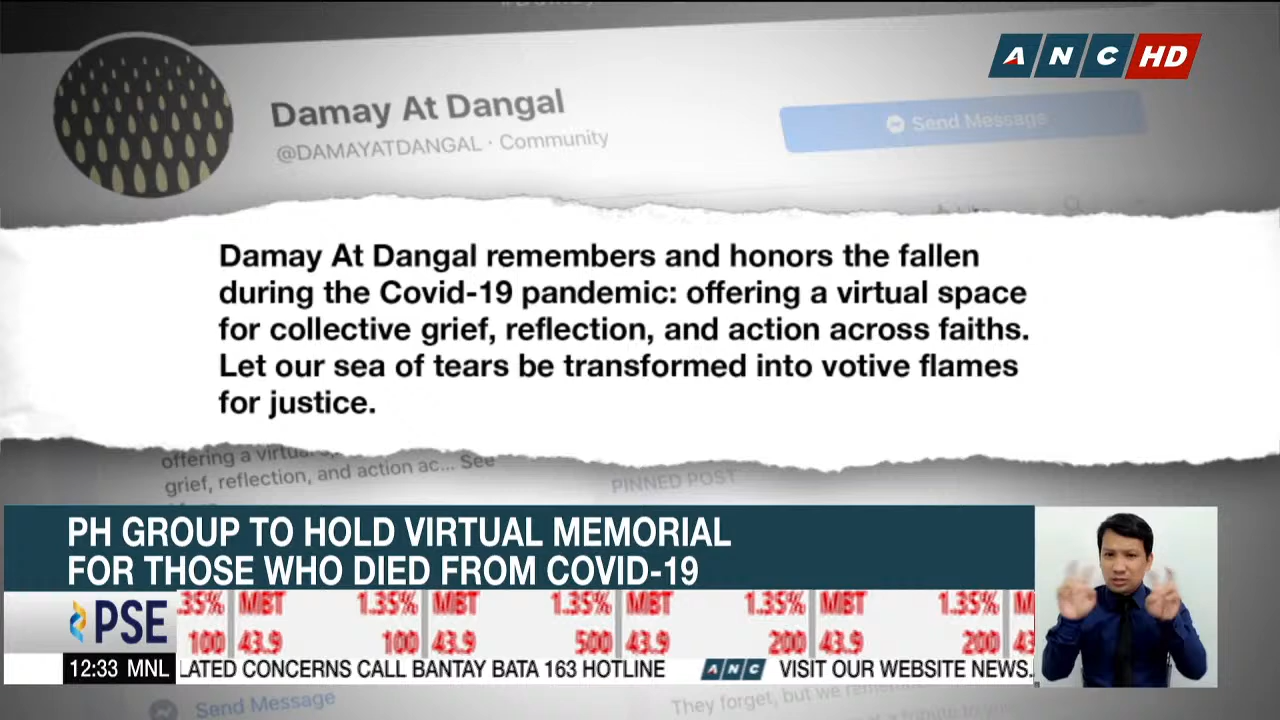 ANC HD
Damay At Dangal
@DAMAYATDANGAL · Community
Send Message
Damay At Dangal remembers and honors the fallen
during the Covid-19 pandemic: offering a virtual space
for collective grief, reflection, and action across faiths.
Let our sea of tears be transformed into votive flames
for justice.
offering a virtual
grief, reflection, and action ac... See
PINNED POST
PH GROUP TO HOLD VIRTUAL MEMORIAL
FOR THOSE WHO DIED FROM COVID-19
PSE
.35% MBT 1.35% MBT 1.35% MBT 1.35% MBT 1.35% M
100 43.9 100 43.9 500 43.9 200 43.9 200 43
12:33 MNL LATED CONCERNS CALL BANTAY BATA 163 HOTLINE ANC VISIT OUR WEBSITE NEWS.
Send Message
They forget, but we
a tribute to